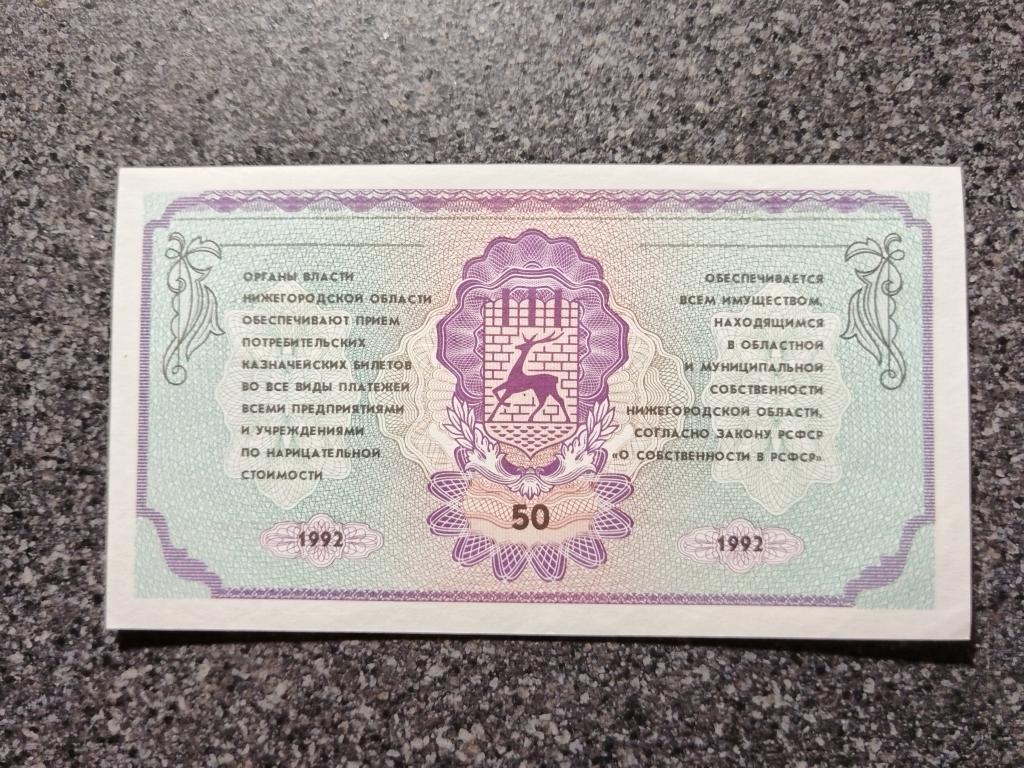 ОРГАНЫ ВЛАСТИ
НИЖЕГОРОДСКОЙ ОБЛАСТИ
ОБЕСПЕЧИВАЮТ ПРИЕМ
ПОТРЕБИТЕЛЬСКИХ
КАЗНАЧЕЙСКИХ БИЛЕТОВ
ВО ВСЕ ВИДЫ ПЛАТЕЖЕЙ
ВСЕМИ ПРЕДПРИЯТИЯМИ
И УЧРЕЖДЕНИЯМИ
ПО НАРИЦАТЕЛЬНОЙ
СТОИМОСТИ
ОБЕСПЕЧИВАЕТСЯ
ВСЕМ ИМУЩЕСТВОМ,
НАХОДЯЩИМСЯ
В ОБЛАСТНОЙ
И МУНИЦИПАЛЬНОЙ
СОБСТВЕННОСТИ
НИЖЕГОРОДСКОЙ ОБЛАСТИ,
СОГЛАСНО ЗАКОНУ РСФСР
«О СОБСТВЕННОСТИ В РСФСР»
50
1992
1992